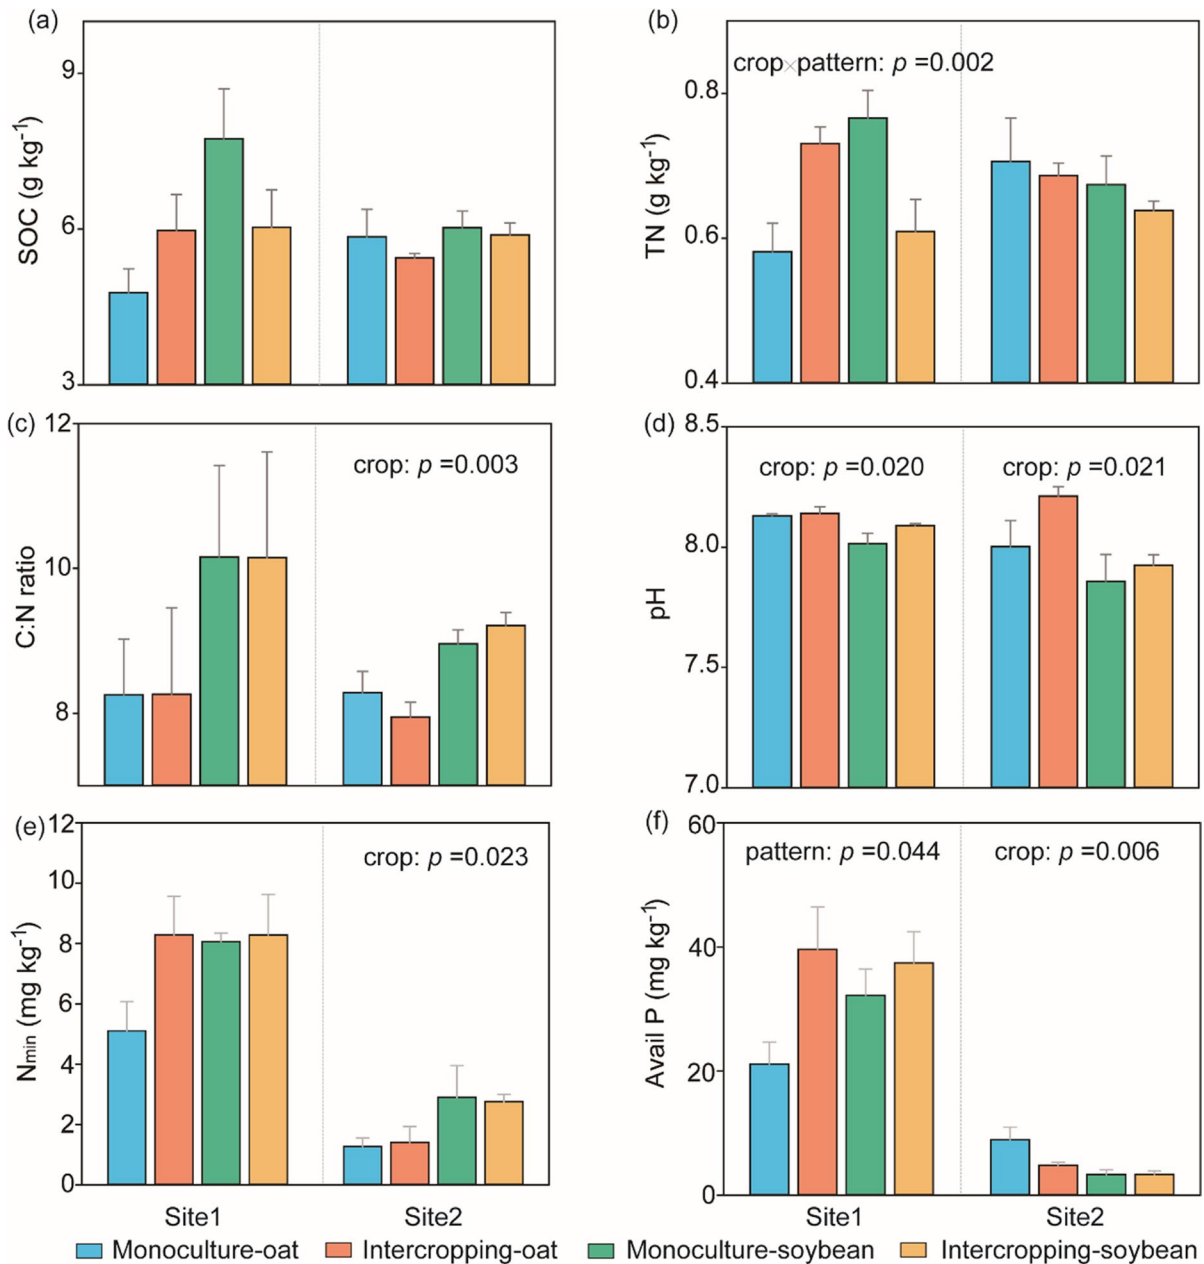 (a)
9
6
3
SOC (g kg⁻¹)
(b)
crop×pattern: p =0.002
0.8
0.6
0.4
TN (g kg⁻¹)
(c)
12
10
8
C:N ratio
crop: p =0.003
(d)
8.5
8.0
7.5
7.0
pH
crop: p =0.020
crop: p =0.021
(e)
12
10
8
6
4
2
0
Nmin (mg kg⁻¹)
crop: p =0.023
(f)
60
40
20
0
Avail P (mg kg⁻¹)
pattern: p =0.044
crop: p =0.006
Site1
Site2
Site1
Site2
Monoculture-oat
Intercropping-oat
Monoculture-soybean
Intercropping-soybean